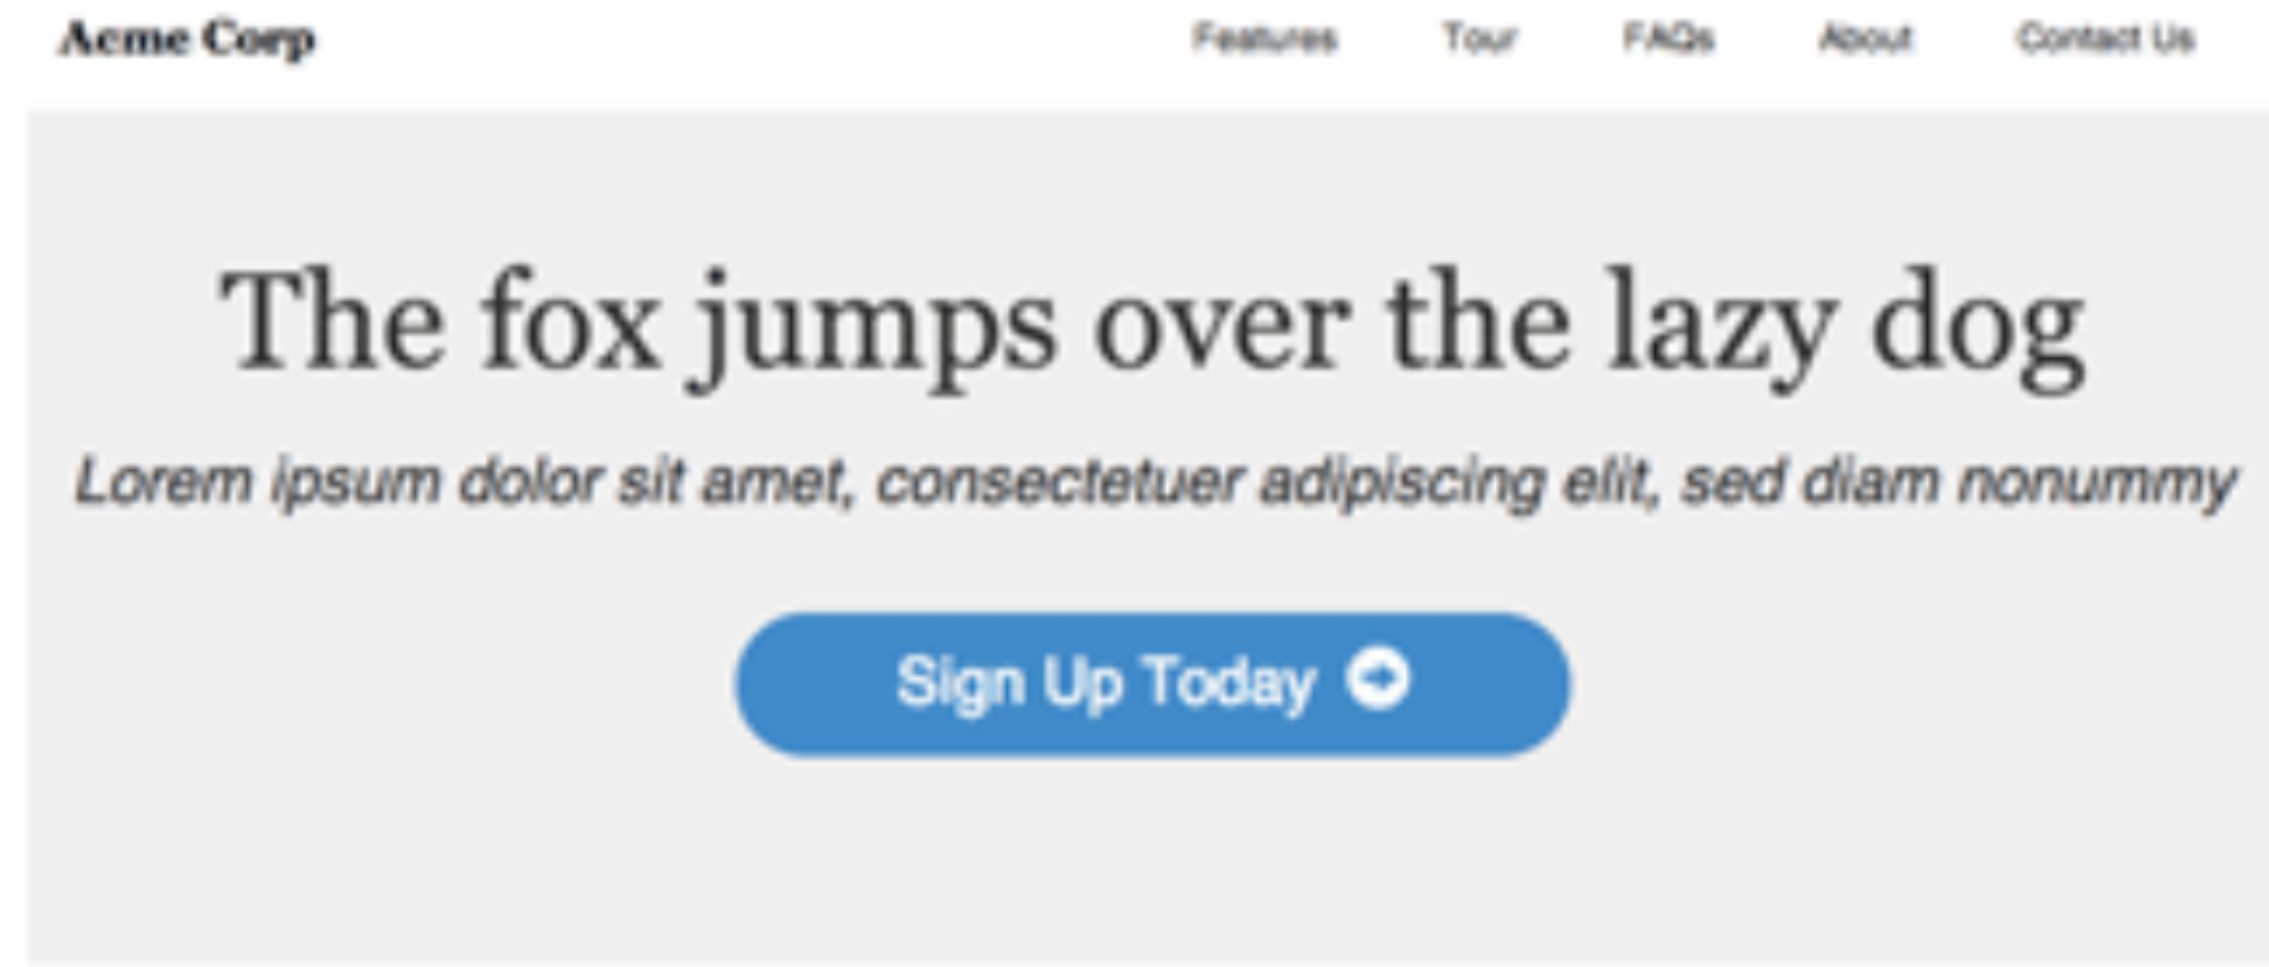 Acme Corp Features Tour FAQs About Contact Us
The fox jumps over the lazy dog
Lorem ipsum dolor sit amet, consectetuer adipiscing elit, sed diam nonummy
Sign Up Today